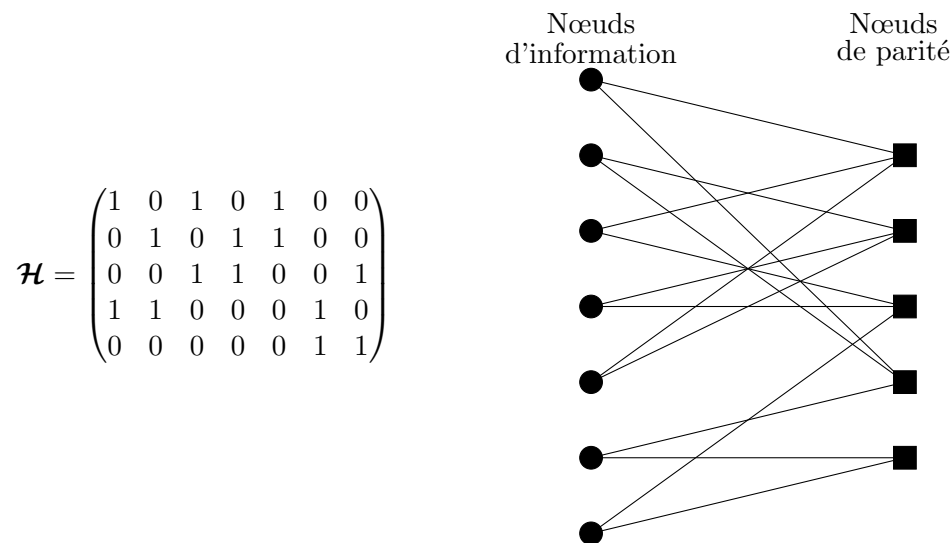 Nœuds
d'information
Nœuds
de parité
1 0 1 0 1 0 0
0 1 0 1 1 0 0
𝓗 = 0 0 1 1 0 0 1
1 1 0 0 0 1 0
0 0 0 0 0 1 1